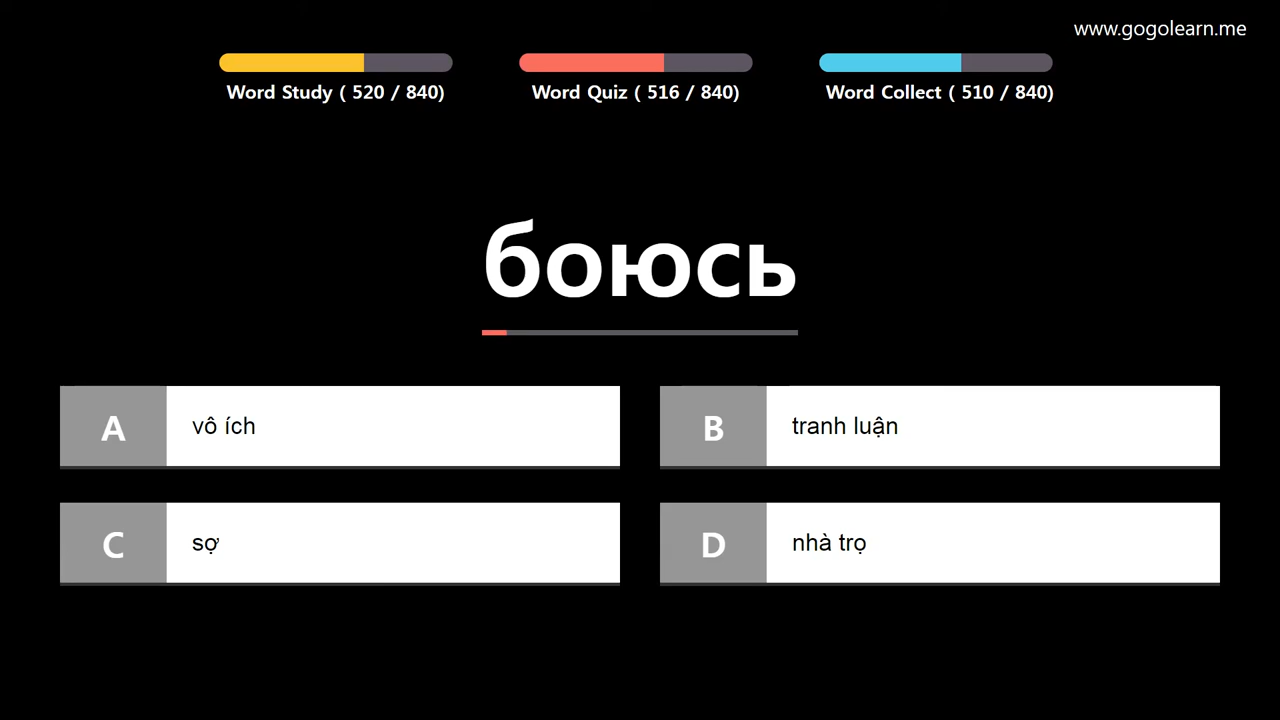 www.gogolearn.me
Word Study ( 520 / 840)
Word Quiz ( 516 / 840)
Word Collect ( 510 / 840)
боюсь
A vô ích
B tranh luận
C sợ
D nhà trọ